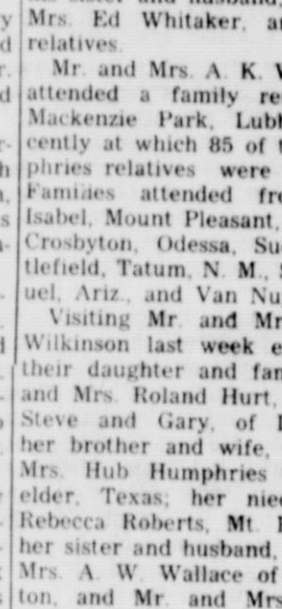 Mrs. Ed Whitaker, a
relatives.
Mr. and Mrs. A. K. W
attended a family re
Mackenzie Park, Lubb
cently at which 85 of t
phries relatives were
Families attended fr
Isabel, Mount Pleasant,
Crosbyton, Odessa, Su
tlefield, Tatum, N. M., S
uel, Ariz., and Van Nu
Visiting Mr. and Mr
Wilkinson last week
their daughter and fam
and Mrs. Roland Hurt,
Steve and Gary, of
her brother and wife,
Mrs. Hub Humphries
elder, Texas; her nie
Rebecca Roberts, Mt.
her sister and husband,
Mrs. A. W. Wallace of
ton, and Mr. and Mrs